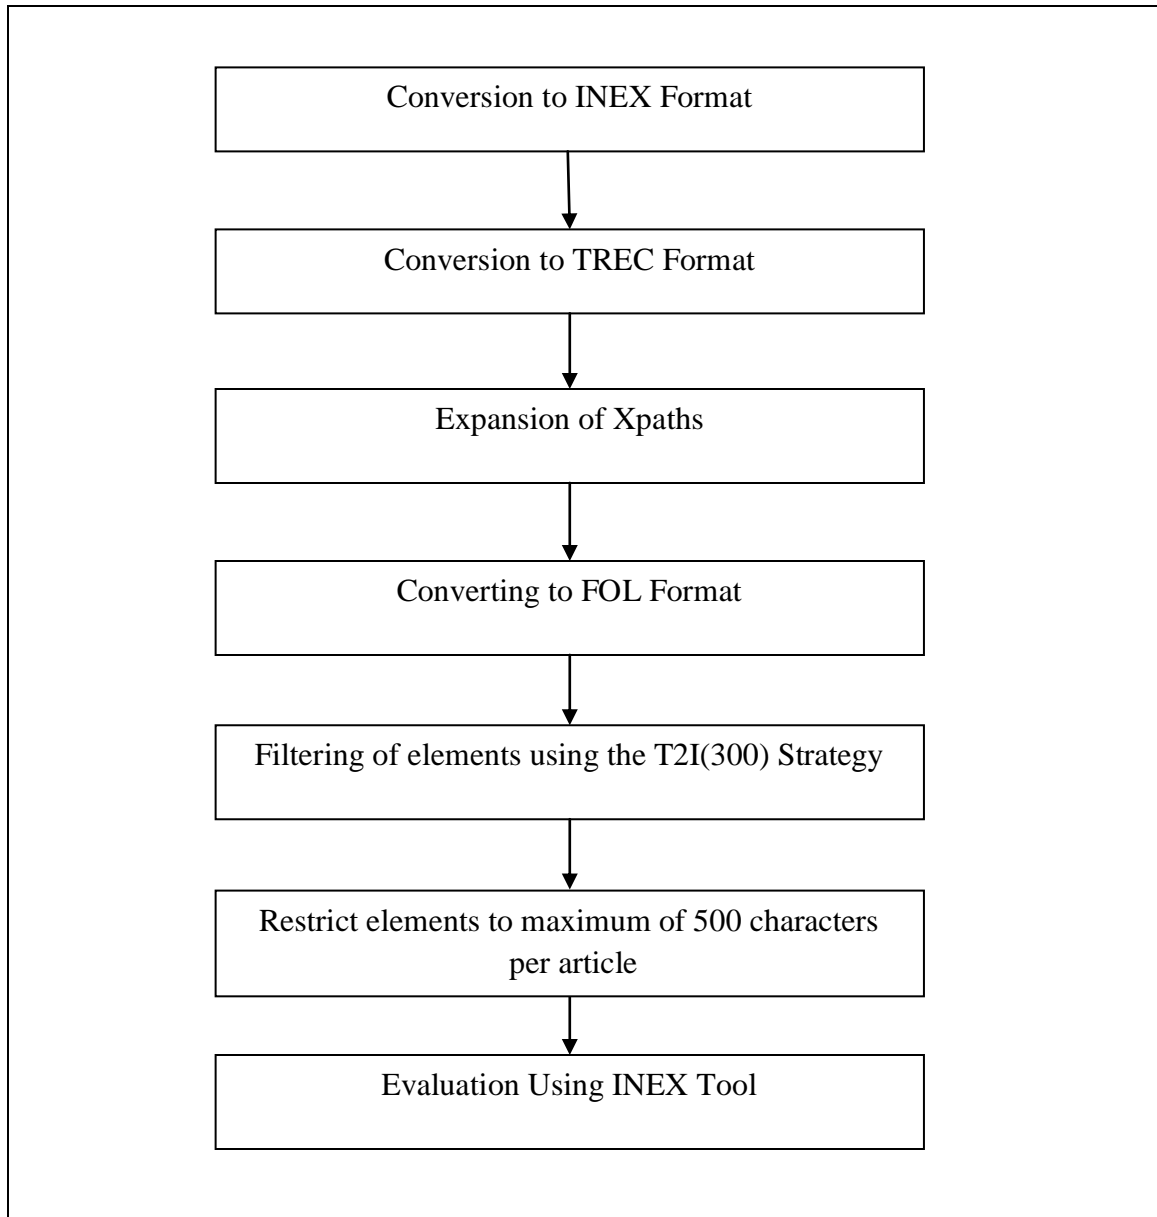 Conversion to INEX Format
Conversion to TREC Format
Expansion of Xpaths
Converting to FOL Format
Filtering of elements using the T2I(300) Strategy
Restrict elements to maximum of 500 characters
per article
Evaluation Using INEX Tool